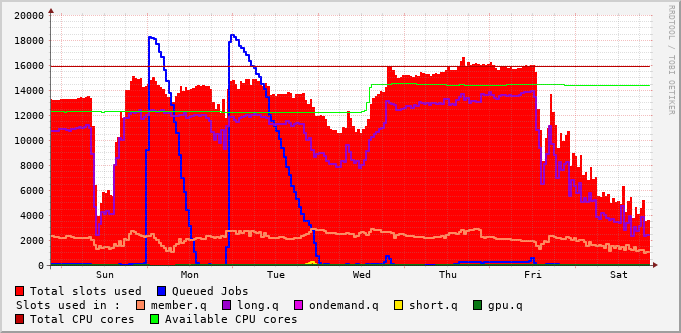 20000
18000
16000
14000
12000
10000
8000
6000
4000
2000
0
Sun Mon Tue Wed Thu Fri Sat
RRDTOOL / TOBI OETIKER
Total slots used Queued Jobs
Slots used in : member.q long.q ondemand.q short.q gpu.q
Total CPU cores Available CPU cores